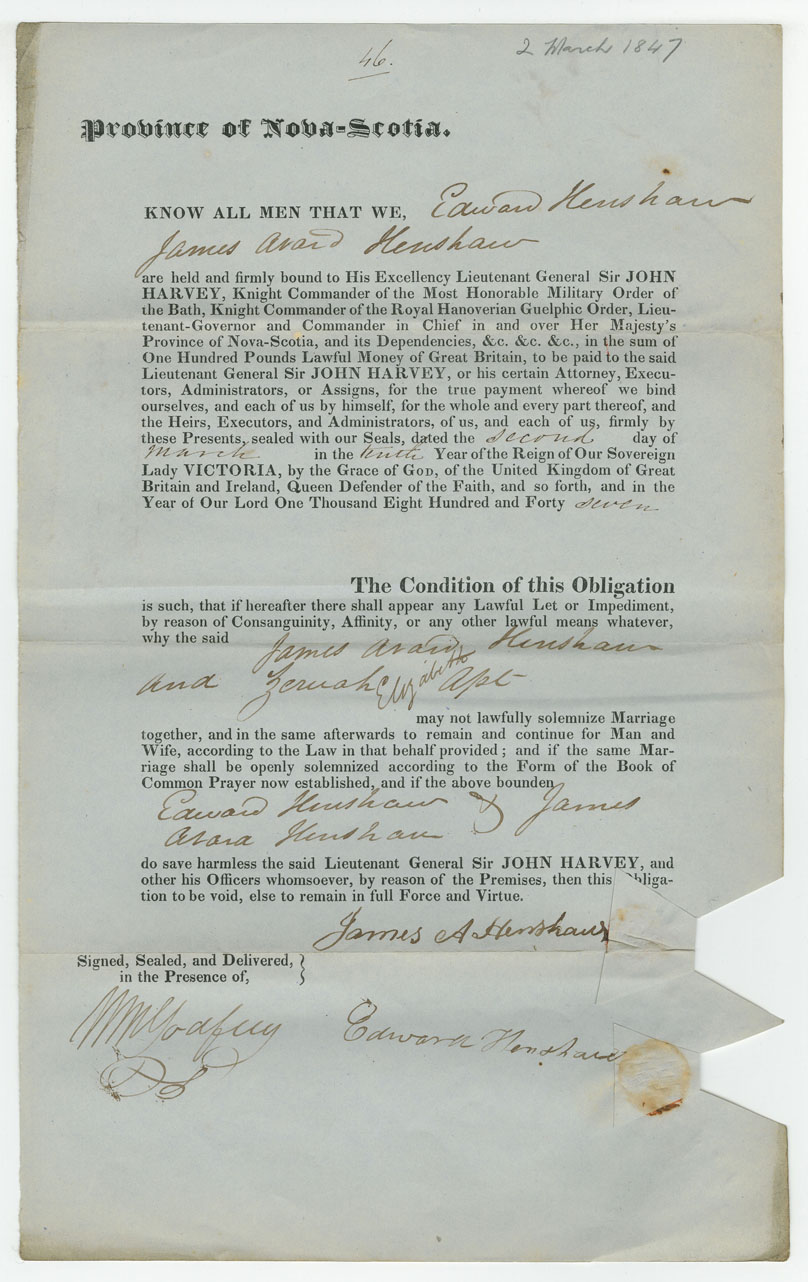 46.
2 March 1847
Province of Nova-Scotia.
KNOW ALL MEN THAT WE, Edward Henshaw
James Avard Henshaw
are held and firmly bound to His Excellency Lieutenant General Sir JOHN
HARVEY, Knight Commander of the Most Honorable Military Order of
the Bath, Knight Commander of the Royal Hanoverian Guelphic Order, Lieu-
tenant-Governor and Commander in Chief in and over Her Majesty's
Province of Nova-Scotia, and its Dependencies, &c. &c. &c., in the sum of
One Hundred Pounds Lawful Money of Great Britain, to be paid to the said
Lieutenant General Sir JOHN HARVEY, or his certain Attorney, Execu-
tors, Administrators, or Assigns, for the true payment whereof we bind
ourselves, and each of us by himself, for the whole and every part thereof, and
the Heirs, Executors, and Administrators, of us, and each of us, firmly by
these Presents, sealed with our Seals, dated the second day of
March in the tenth Year of the Reign of Our Sovereign
Lady VICTORIA, by the Grace of GOD, of the United Kingdom of Great
Britain and Ireland, Queen Defender of the Faith, and so forth, and in the
Year of Our Lord One Thousand Eight Hundred and Forty seven
The Condition of this Obligation
is such, that if hereafter there shall appear any Lawful Let or Impediment,
by reason of Consanguinity, Affinity, or any other lawful means whatever,
why the said James Avard Henshaw
and Zeruah Elizabeth Apt
may not lawfully solemnize Marriage
together, and in the same afterwards to remain and continue for Man and
Wife, according to the Law in that behalf provided; and if the same Mar-
riage shall be openly solemnized according to the Form of the Book of
Common Prayer now established, and if the above bounden
Edward Henshaw & James
Avard Henshaw
do save harmless the said Lieutenant General Sir JOHN HARVEY, and
other his Officers whomsoever, by reason of the Premises, then this Obliga-
tion to be void, else to remain in full Force and Virtue.
James A Henshaw
Signed, Sealed, and Delivered,
in the Presence of,
Wm Godfrey
Edward Henshaw